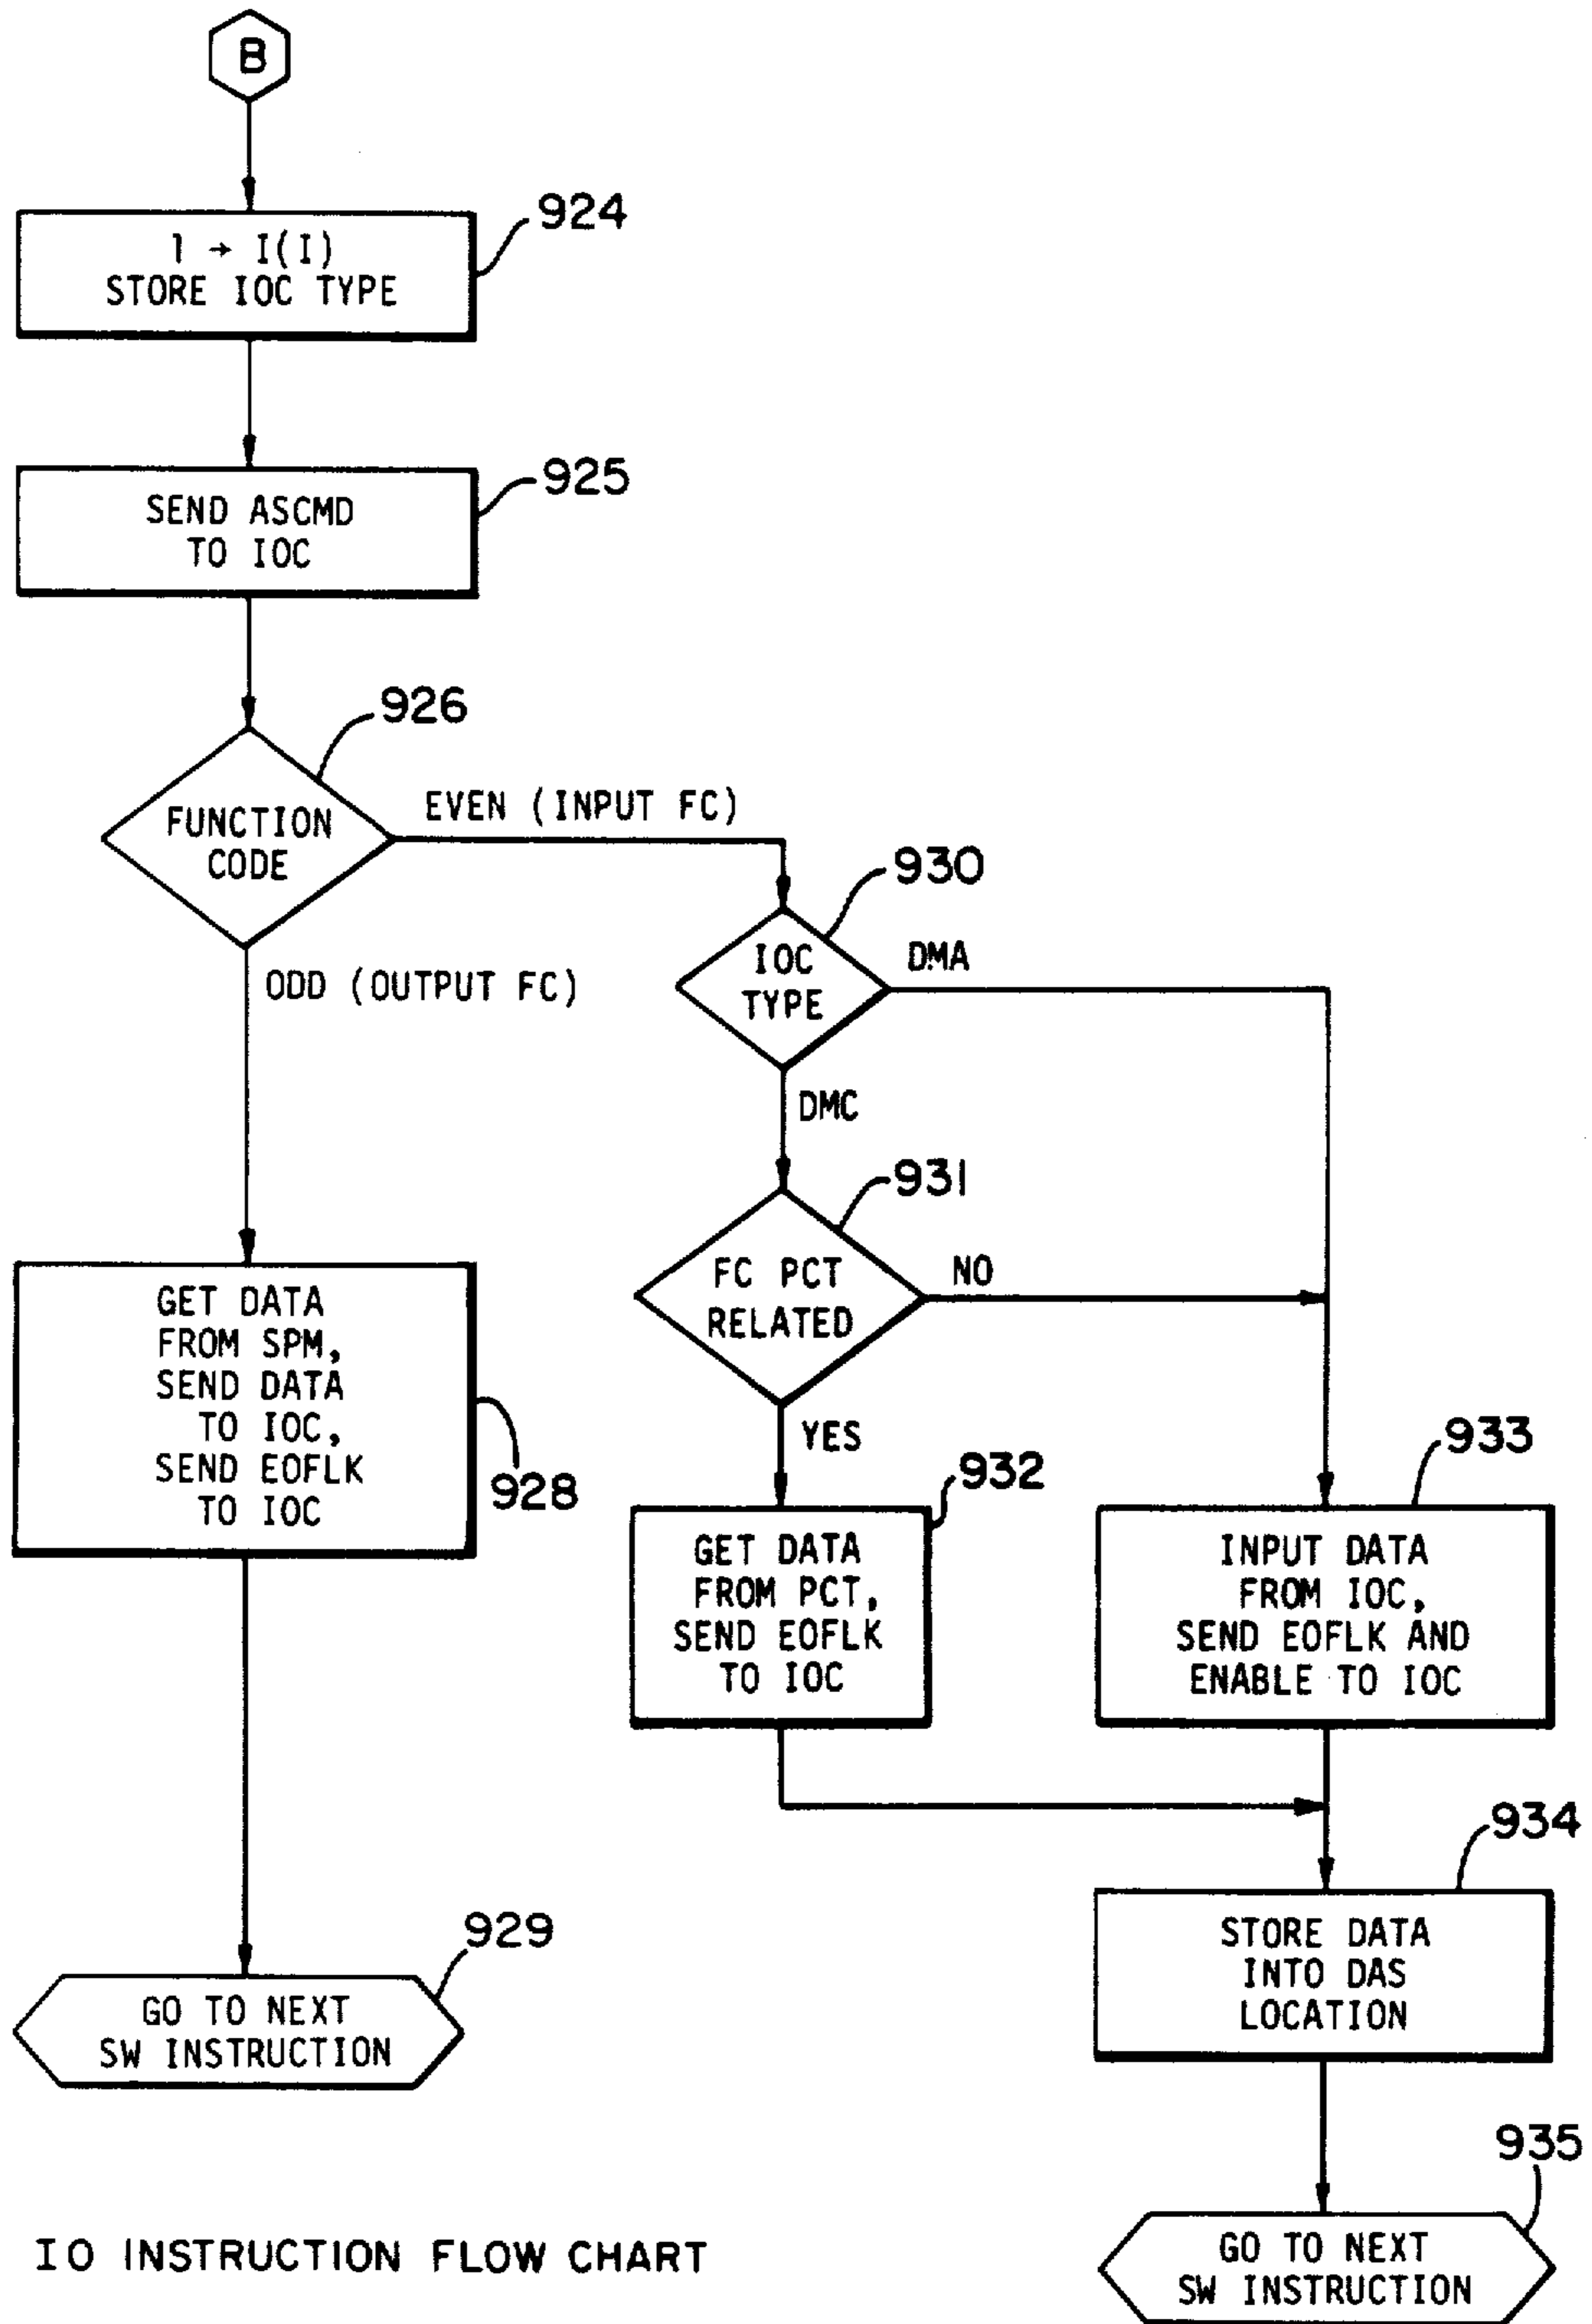 B
924
1 → I(I)
STORE IOC TYPE
925
SEND ASCMD
TO IOC
926
FUNCTION
CODE
EVEN (INPUT FC)
ODD (OUTPUT FC)
930
IOC
TYPE
DMA
DMC
931
FC PCT
RELATED
NO
YES
GET DATA
FROM SPM,
SEND DATA
TO IOC,
SEND EOFLK
TO IOC
928
932
GET DATA
FROM PCT,
SEND EOFLK
TO IOC
933
INPUT DATA
FROM IOC,
SEND EOFLK AND
ENABLE TO IOC
934
STORE DATA
INTO DAS
LOCATION
929
GO TO NEXT
SW INSTRUCTION
935
GO TO NEXT
SW INSTRUCTION
IO INSTRUCTION FLOW CHART